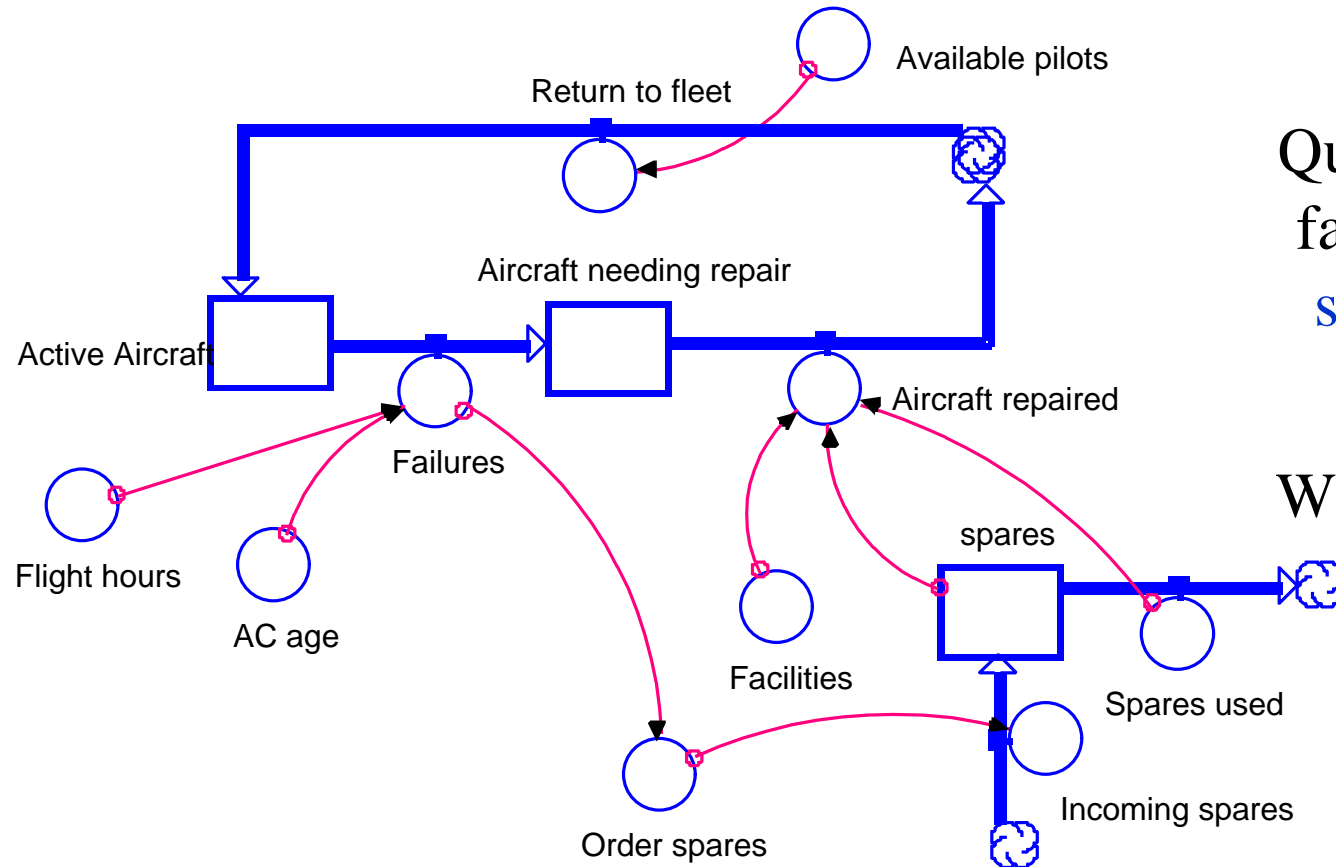 Available pilots
Return to fleet
Aircraft needing repair
Active Aircraft
Aircraft repaired
Failures
spares
Flight hours
AC age
Facilities
Spares used
Order spares
Incoming spares